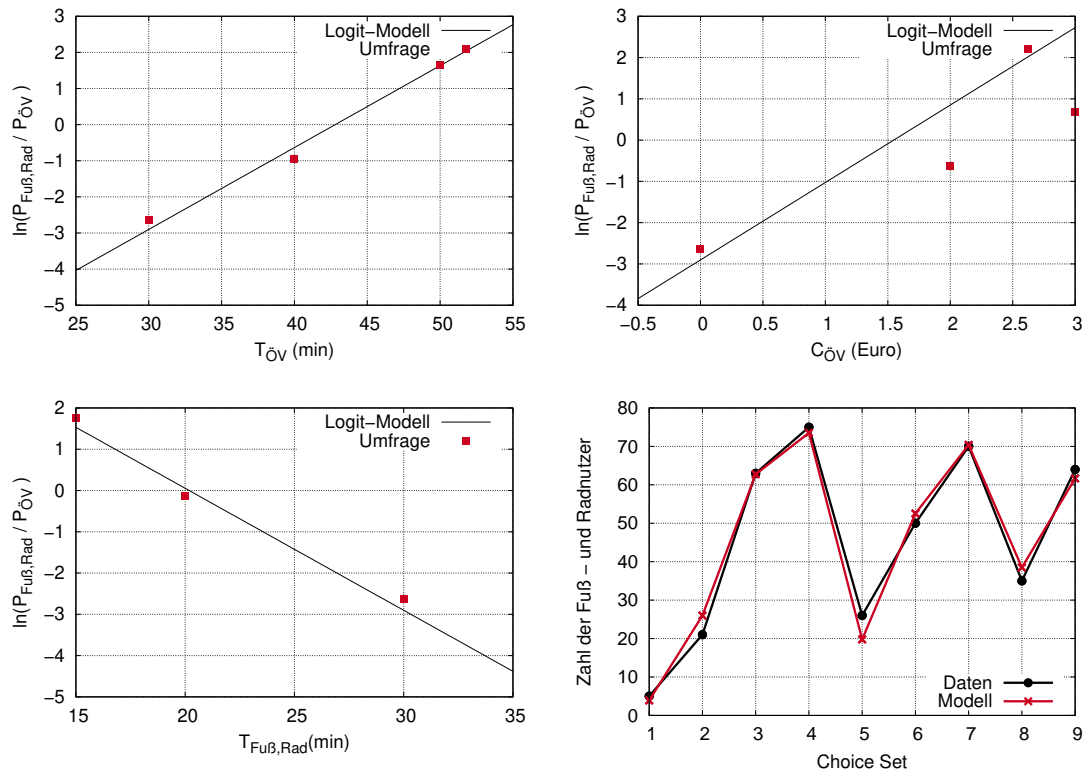 3
2
1
0
−1
−2
−3
−4
−5
25 30 35 40 45 50 55
ln(P_Fuß,Rad / P_ÖV)
T_ÖV (min)
Logit−Modell
Umfrage
3
2
1
0
−1
−2
−3
−4
−0.5 0 0.5 1 1.5 2 2.5 3
ln(P_Fuß,Rad / P_ÖV)
C_ÖV (Euro)
Logit−Modell
Umfrage
2
1
0
−1
−2
−3
−4
−5
15 20 25 30 35
ln(P_Fuß,Rad / P_ÖV)
T_Fuß,Rad(min)
Logit−Modell
Umfrage
80
70
60
50
40
30
20
10
0
1 2 3 4 5 6 7 8 9
Zahl der Fuß − und Radnutzer
Choice Set
Daten
Modell